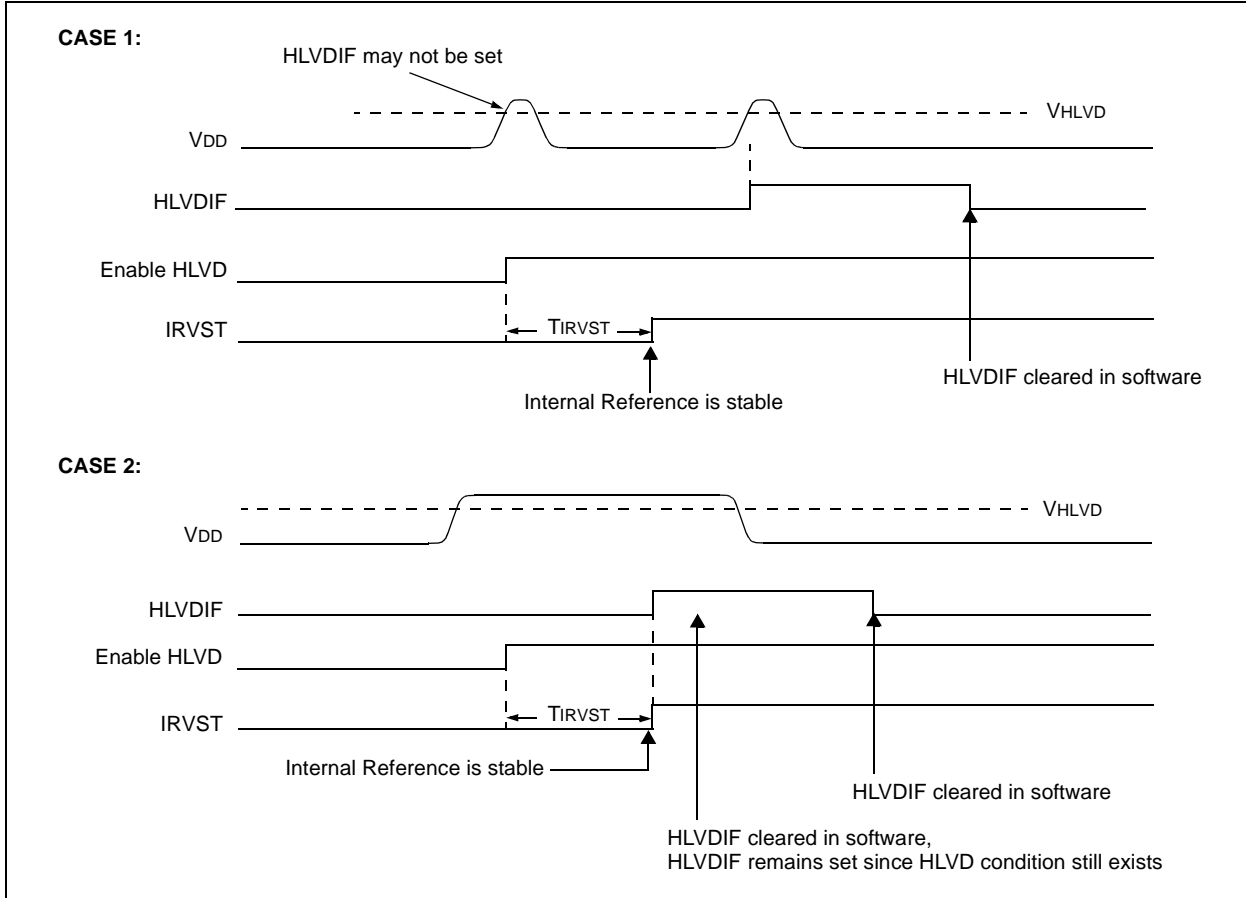 CASE 1:
HLVDIF may not be set
VHLVD
VDD
HLVDIF
Enable HLVD
TIRVST
IRVST
HLVDIF cleared in software
Internal Reference is stable
CASE 2:
VHLVD
VDD
HLVDIF
Enable HLVD
TIRVST
IRVST
Internal Reference is stable
HLVDIF cleared in software
HLVDIF cleared in software,
HLVDIF remains set since HLVD condition still exists